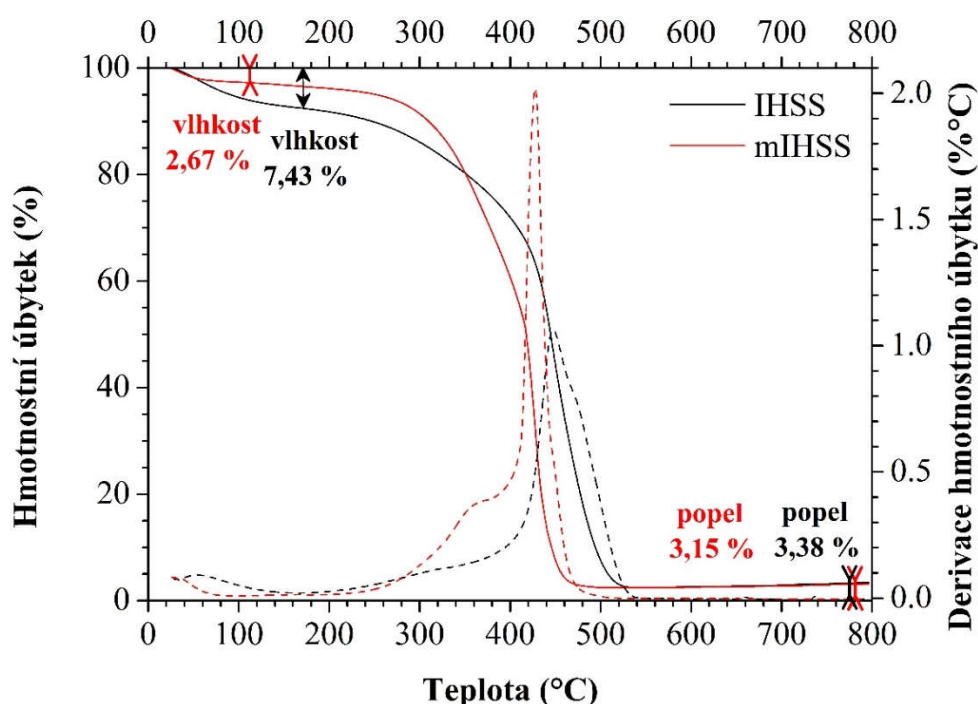 0 100 200 300 400 500 600 700 800
100
80
60
40
20
0
Hmotnostní úbytek (%)
vlhkost
2,67 %
vlhkost
7,43 %
IHSS
mIHSS
popel
3,15 %
popel
3,38 %
2.0
1.5
1.0
0.5
0.0
Derivace hmotnostního úbytku (%°C)
0 100 200 300 400 500 600 700 800
Teplota (°C)